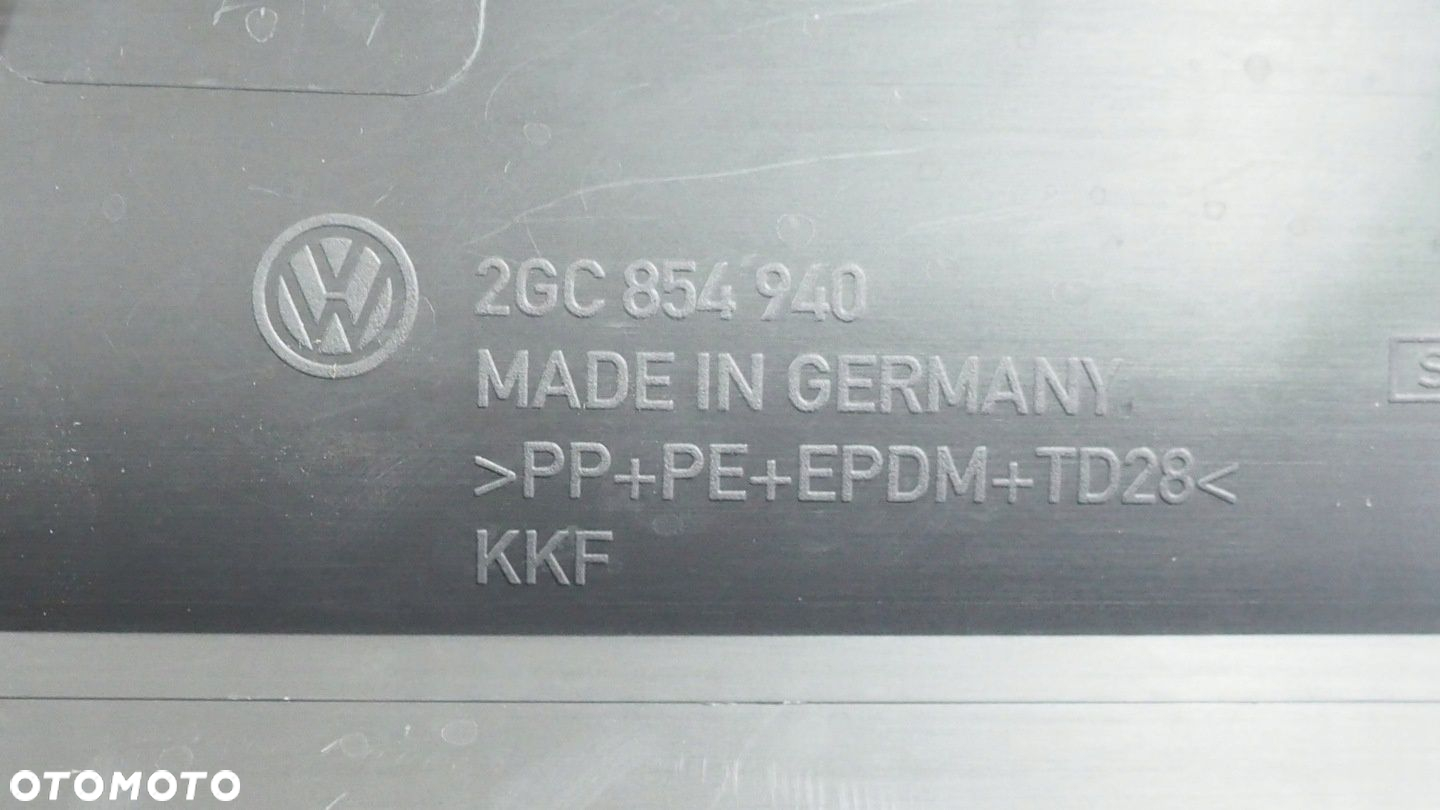 2GC 854 940
MADE IN GERMANY
>PP+PE+EPDM+TD28<
KKF
OTOMOTO